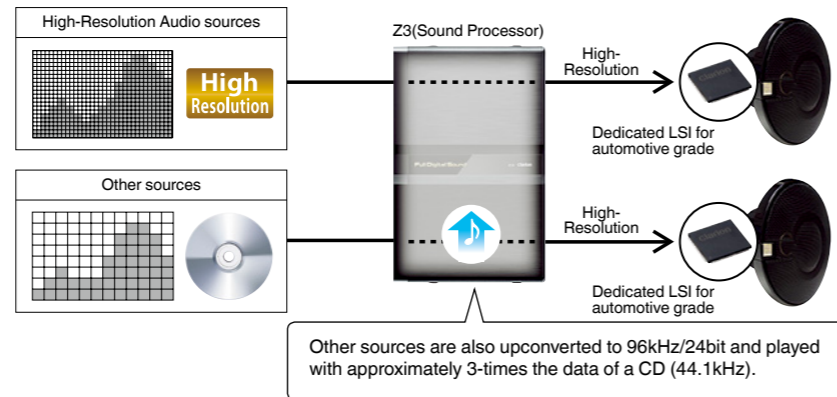 High-Resolution Audio sources
High
Resolution
Z3(Sound Processor)
High-
Resolution
Clarion
Dedicated LSI for
automotive grade
Other sources
High-
Resolution
Clarion
Dedicated LSI for
automotive grade
Other sources are also upconverted to 96kHz/24bit and played
with approximately 3-times the data of a CD (44.1kHz).